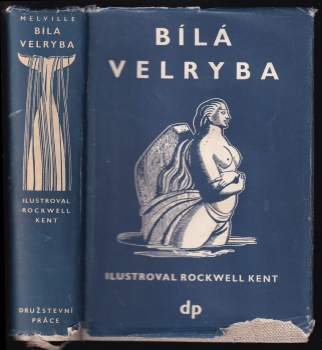 MELVILLE
BÍLÁ
VELRYBA
ILUSTROVAL
ROCKWELL
KENT
DRUŽSTEVNÍ
PRÁCE
BÍLÁ
VELRYBA
ILUSTROVAL ROCKWELL KENT
dp